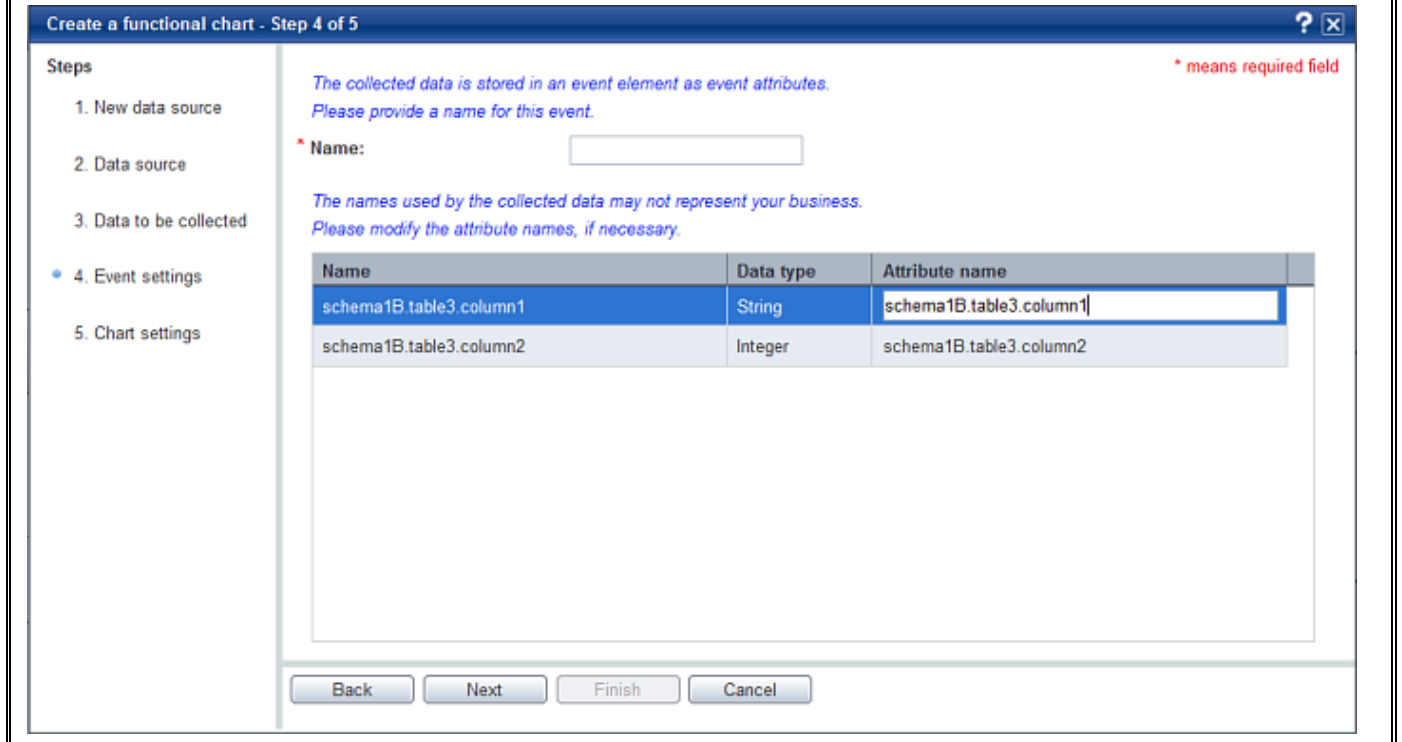 Create a functional chart - Step 4 of 5 ?
Steps
1. New data source
2. Data source
3. Data to be collected
4. Event settings
5. Chart settings
* means required field
The collected data is stored in an event element as event attributes.
Please provide a name for this event.
* Name:
The names used by the collected data may not represent your business.
Please modify the attribute names, if necessary.
Name Data type Attribute name
schema1B.table3.column1 String schema1B.table3.column1
schema1B.table3.column2 Integer schema1B.table3.column2
Back Next Finish Cancel